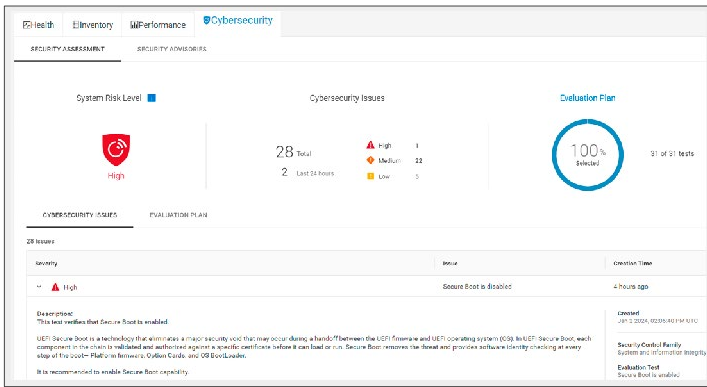 Health
Inventory
Performance
Cybersecurity
SECURITY ASSESSMENT
SECURITY ADVISORIES
System Risk Level
Cybersecurity Issues
Evaluation Plan
High
28 Total
2 Last 24 hours
High 1
Medium 22
Low 5
100%
Selected
31 of 31 tests
CYBERSECURITY ISSUES
EVALUATION PLAN
28 Issues
Severity
Issue
Creation Time
High
Secure Boot is disabled
4 hours ago
Description:
This test verifies that Secure Boot is enabled.
UEFI Secure Boot is a technology that eliminates a major security void that may occur during a handoff between the UEFI firmware and UEFI operating system (OS). In UEFI Secure Boot, each
component in the chain is validated and authorized against a specific certificate before it can load or run. Secure Boot removes the threat and provides software identity checking at every
step of the boot— Platform firmware, Option Cards, and OS BootLoader.
It is recommended to enable Secure Boot capability.
Created
2024, PM UTC
Security Control Family
System and Information Integrity
Evaluation Test
Secure Boot is enabled